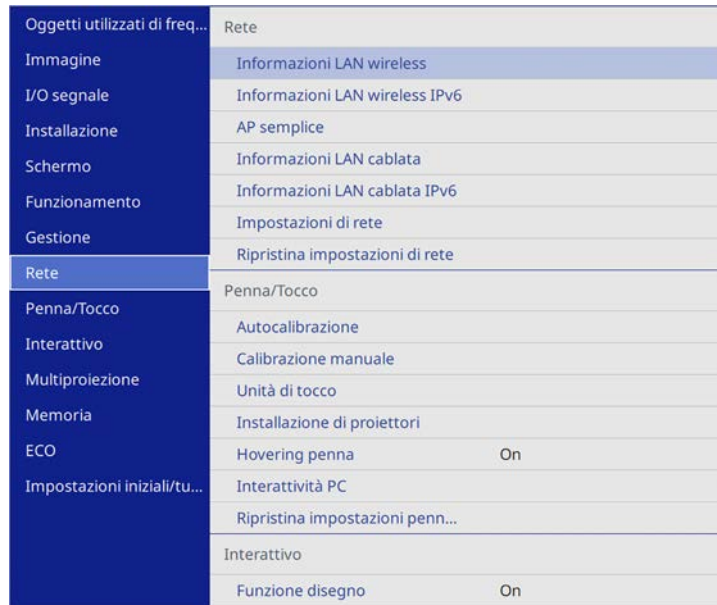 Oggetti utilizzati di freq...
Immagine
I/O segnale
Installazione
Schermo
Funzionamento
Gestione
Rete
Penna/Tocco
Interattivo
Multiproiezione
Memoria
ECO
Impostazioni iniziali/tu...
Rete
Informazioni LAN wireless
Informazioni LAN wireless IPv6
AP semplice
Informazioni LAN cablata
Informazioni LAN cablata IPv6
Impostazioni di rete
Ripristina impostazioni di rete
Penna/Tocco
Autocalibrazione
Calibrazione manuale
Unità di tocco
Installazione di proiettori
Hovering penna On
Interattività PC
Ripristina impostazioni penn...
Interattivo
Funzione disegno On